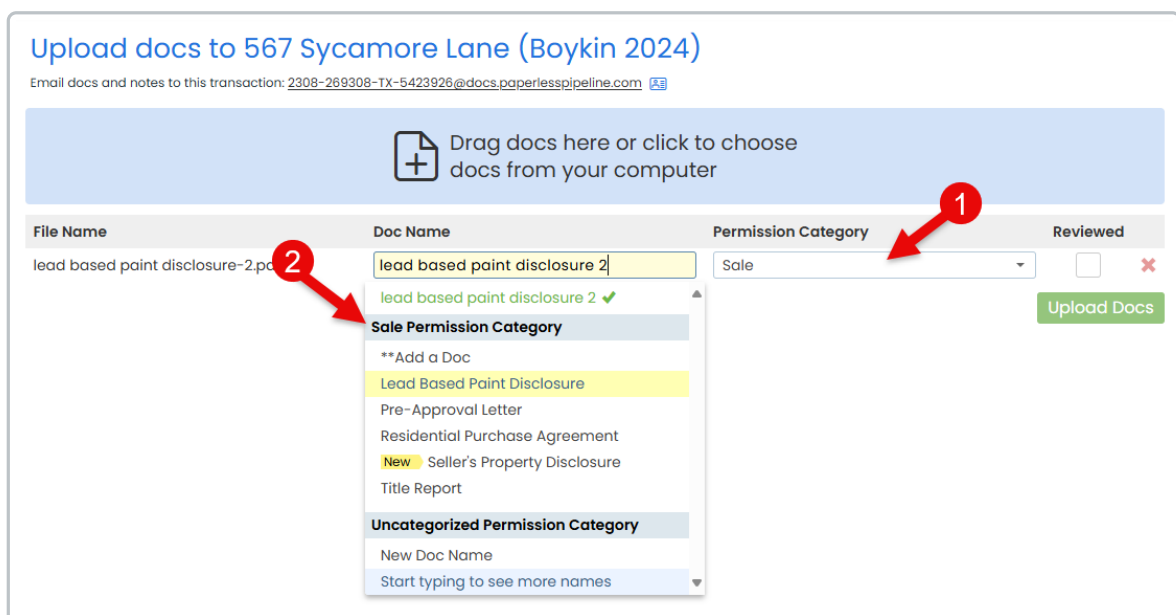 Upload docs to 567 Sycamore Lane (Boykin 2024)
Email docs and notes to this transaction: 2308-269308-TX-5423926@docs.paperlesspipeline.com
Drag docs here or click to choose
docs from your computer
1
File Name Doc Name Permission Category Reviewed
lead based paint disclosure-2.p 2 lead based paint disclosure 2 Sale
lead based paint disclosure 2
Upload Docs
Sale Permission Category
**Add a Doc
Lead Based Paint Disclosure
Pre-Approval Letter
Residential Purchase Agreement
New Seller's Property Disclosure
Title Report
Uncategorized Permission Category
New Doc Name
Start typing to see more names